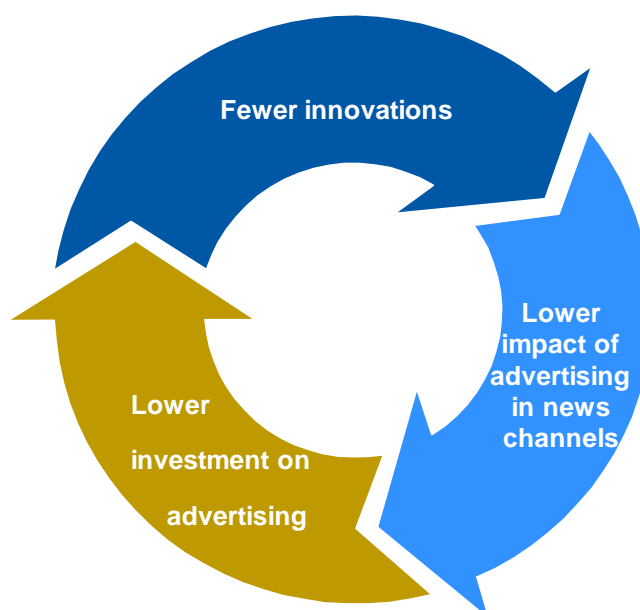 Fewer innovations
Lower
impact of
advertising
in news
channels
Lower
investment on
advertising